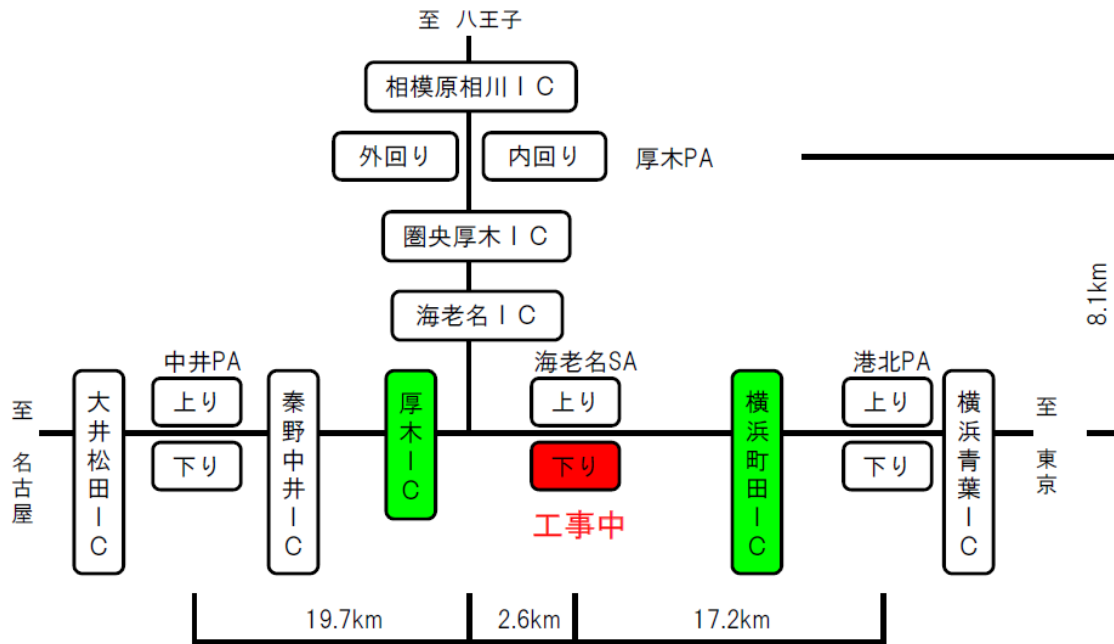 至 八王子
相模原相川ＩＣ
外回り 内回り 厚木PA
圏央厚木ＩＣ
海老名ＩＣ
8.1km
中井PA 海老名SA 港北PA
上り 上り 上り
下り 下り 下り
至 名古屋
大井松田ＩＣ
秦野中井ＩＣ
厚木ＩＣ
横浜町田ＩＣ
横浜青葉ＩＣ
至 東京
工事中
19.7km 2.6km 17.2km